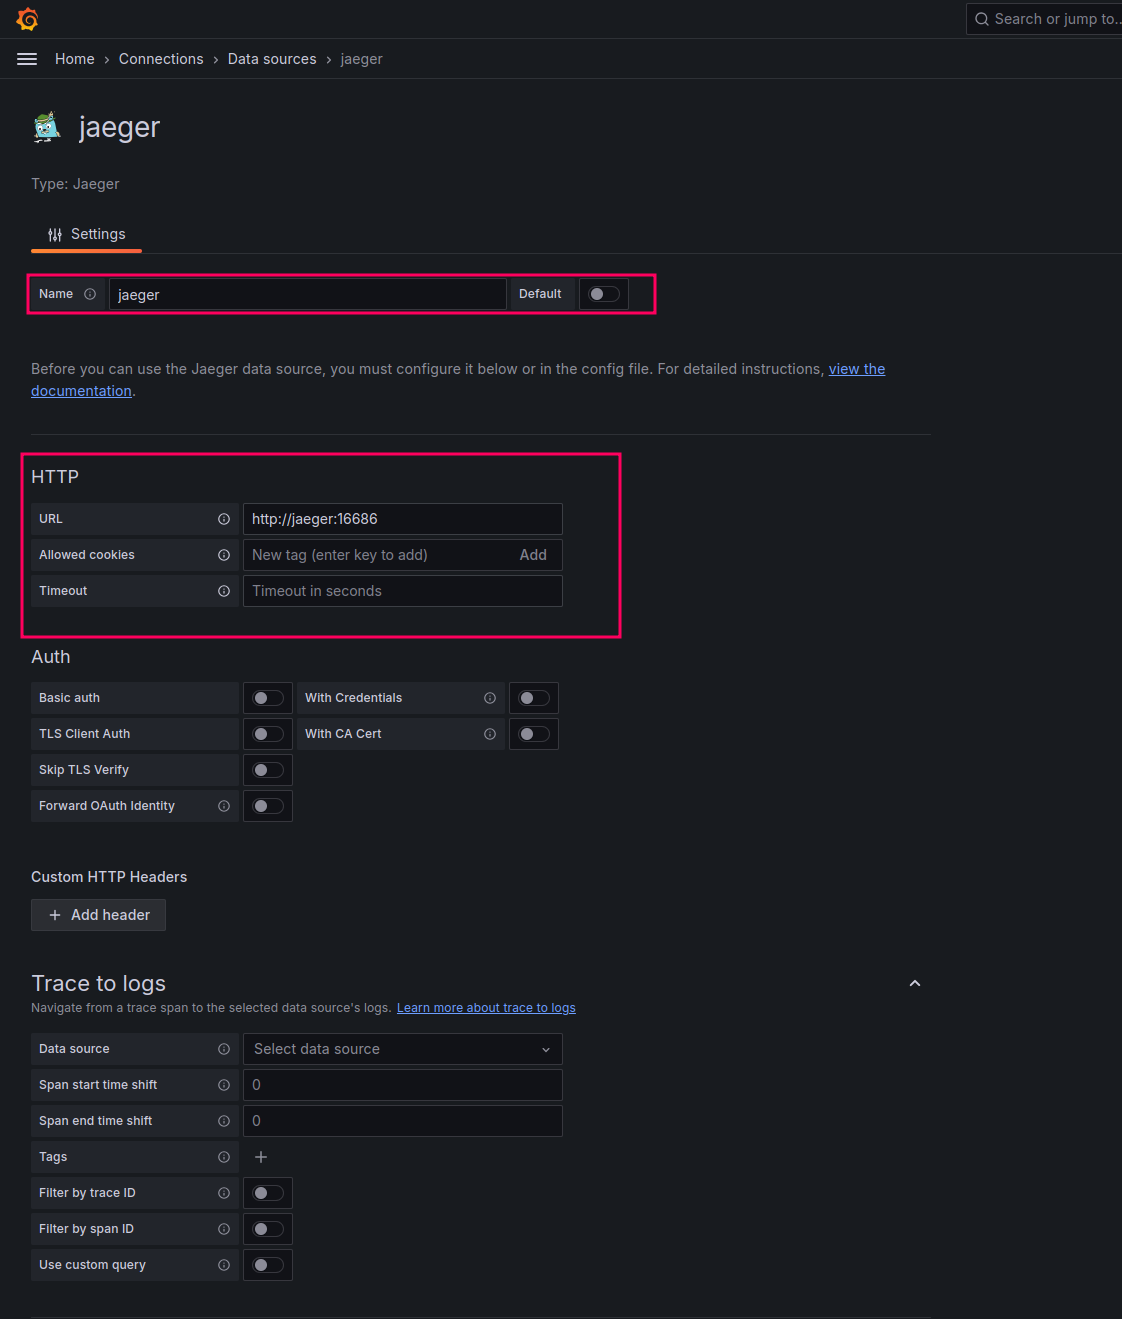 Search or jump to..
Home › Connections › Data sources › jaeger
jaeger
Type: Jaeger
Settings
Name jaeger Default
Before you can use the Jaeger data source, you must configure it below or in the config file. For detailed instructions, view the
documentation.
HTTP
URL http://jaeger:16686
Allowed cookies New tag (enter key to add) Add
Timeout Timeout in seconds
Auth
Basic auth With Credentials
TLS Client Auth With CA Cert
Skip TLS Verify
Forward OAuth Identity
Custom HTTP Headers
+ Add header
Trace to logs
Navigate from a trace span to the selected data source's logs. Learn more about trace to logs
Data source Select data source
Span start time shift 0
Span end time shift 0
Tags +
Filter by trace ID
Filter by span ID
Use custom query